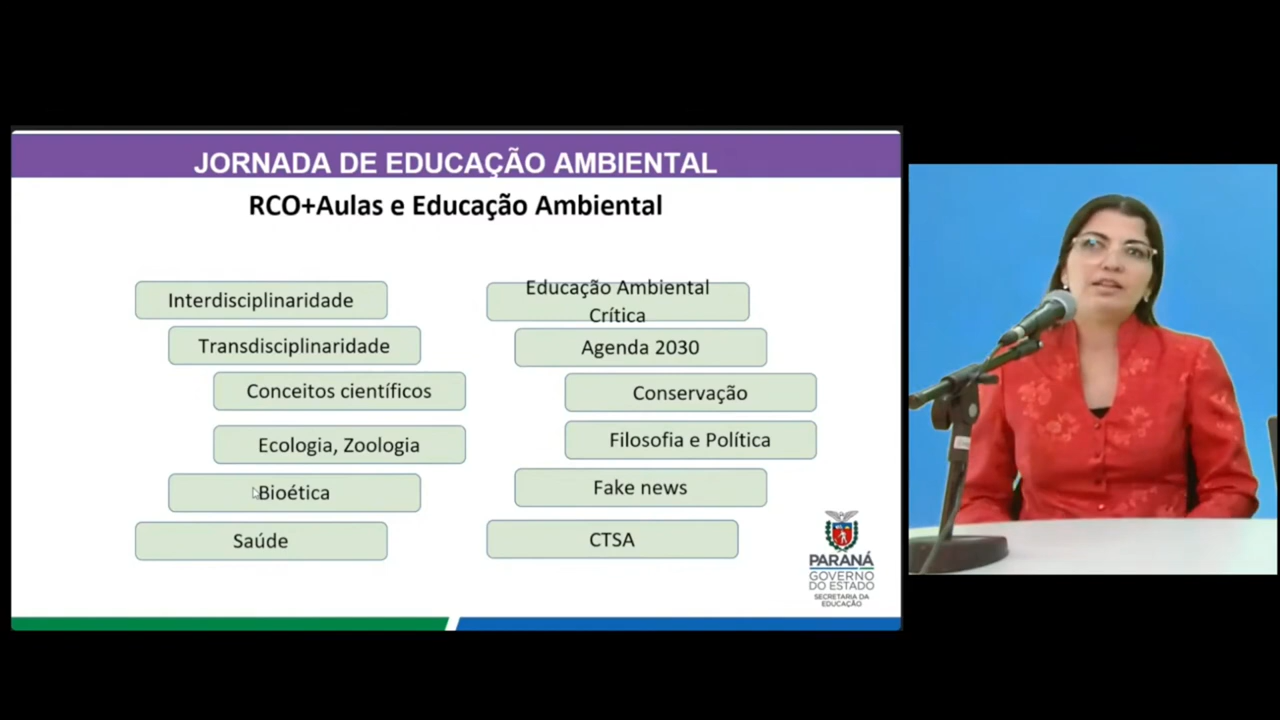 JORNADA DE EDUCAÇÃO AMBIENTAL
RCO+Aulas e Educação Ambiental
Interdisciplinaridade
Transdisciplinaridade
Conceitos científicos
Ecologia, Zoologia
Bioética
Saúde
Educação Ambiental
Crítica
Agenda 2030
Conservação
Filosofia e Política
Fake news
CTSA
PARANÁ
GOVERNO
DO ESTADO
SECRETARIA DA
EDUCAÇÃO